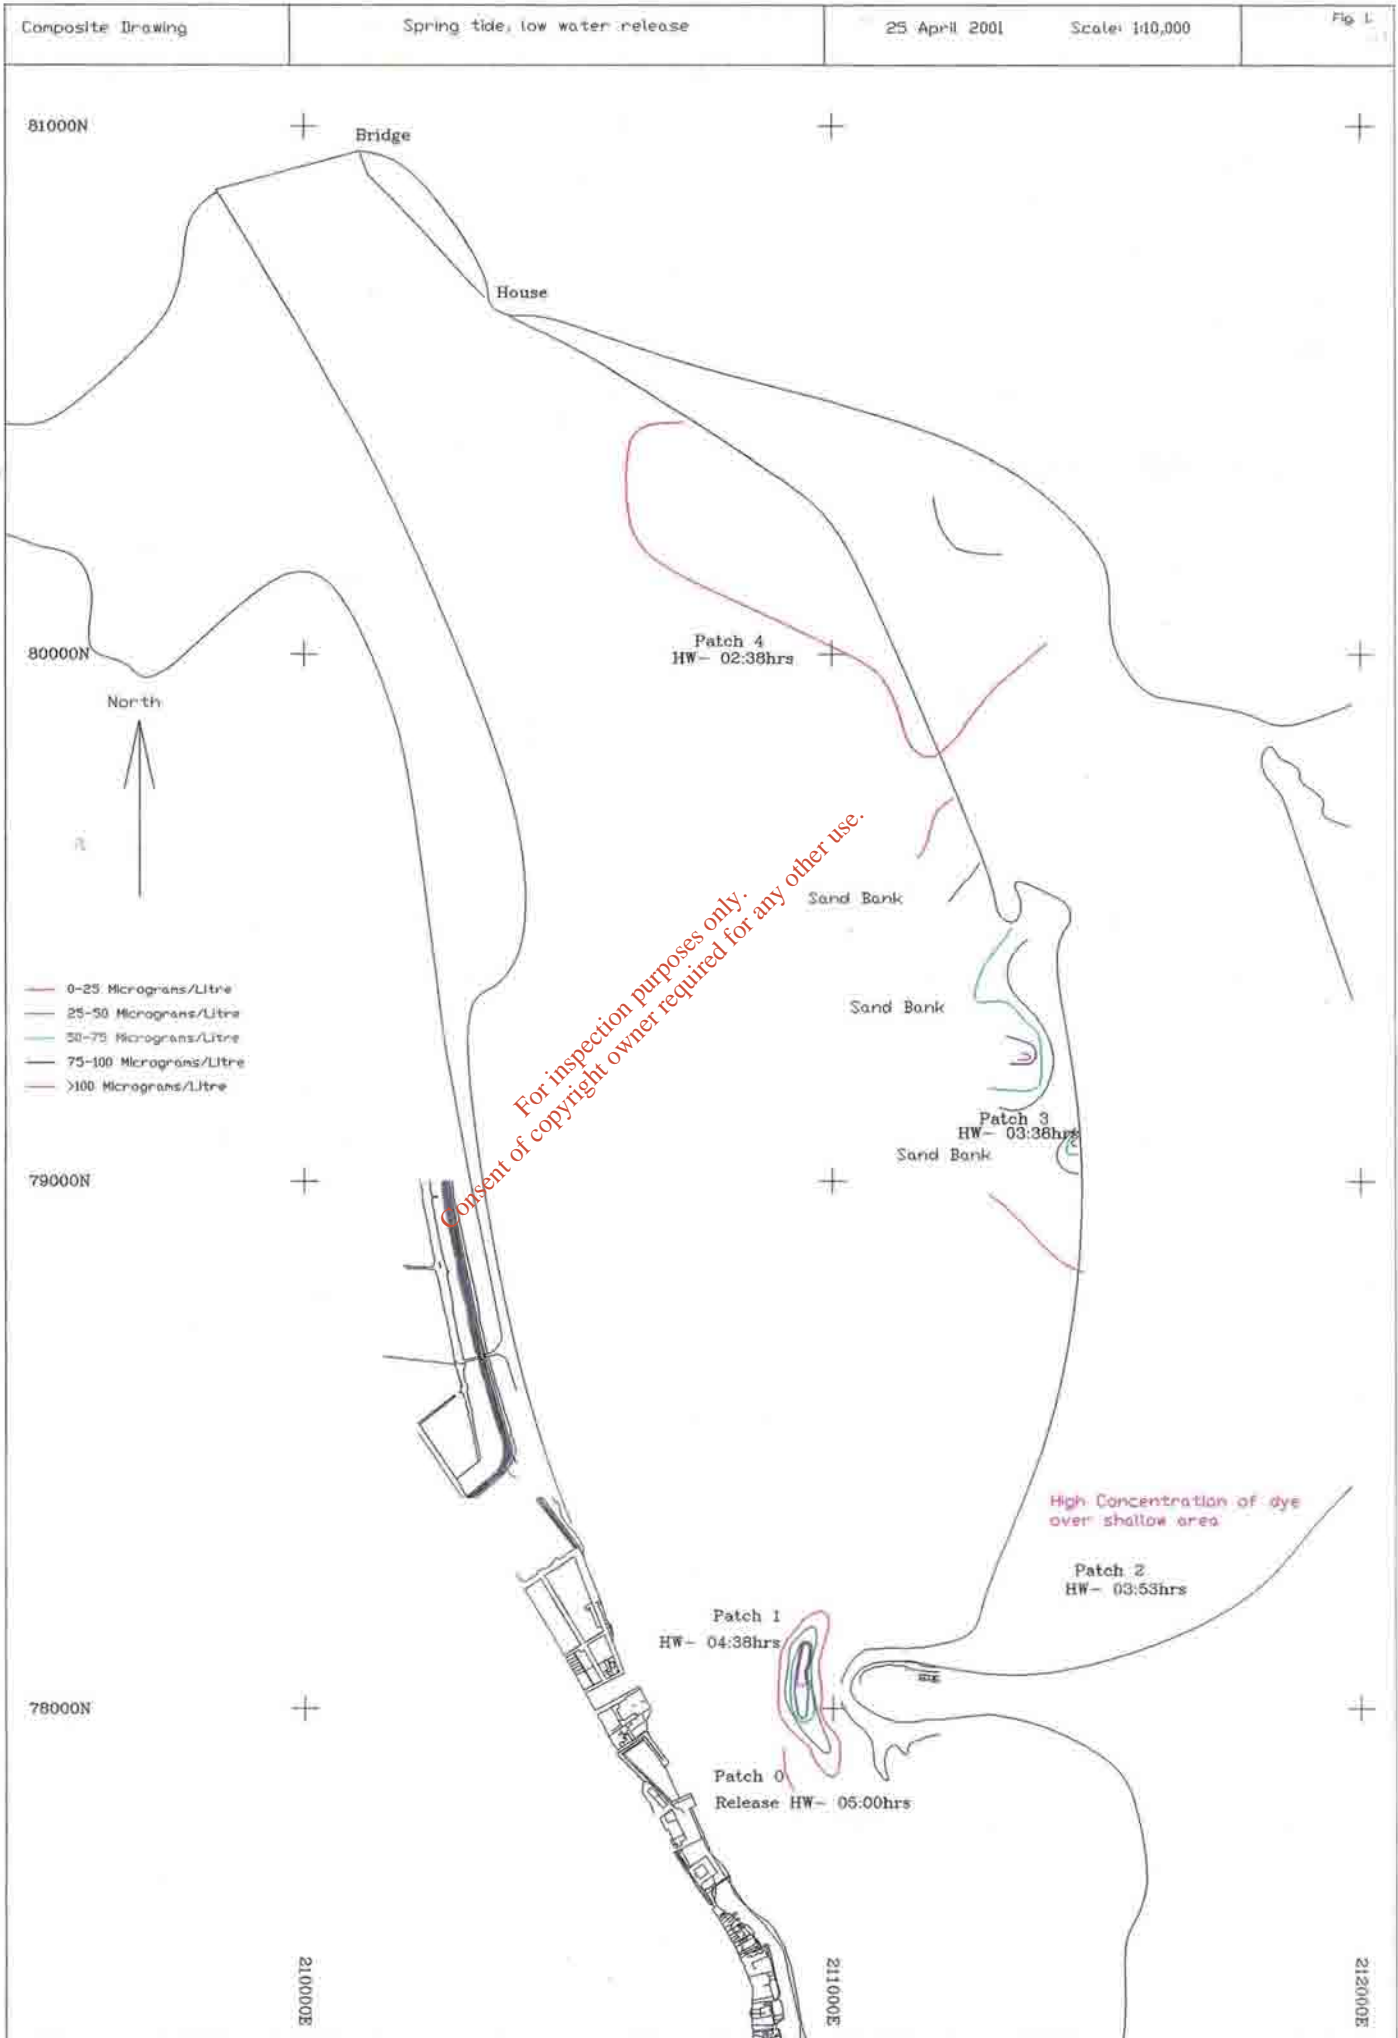 Composite Drawing
Spring tide, low water release
25 April 2001
Scale: 1:10,000
Fig 1.
81000N
Bridge
House
Patch 4
HW- 02:38hrs
80000N
North
Sand Bank
For inspection purposes only.
Consent of copyright owner required for any other use.
0-25 Micrograms/Litre
25-50 Micrograms/Litre
50-75 Micrograms/Litre
75-100 Micrograms/Litre
>100 Micrograms/Litre
Sand Bank
Patch 3
HW- 03:38hrs
Sand Bank
79000N
High Concentration of dye
over shallow area
Patch 2
HW- 03:53hrs
Patch 1
HW- 04:38hrs
78000N
Patch 0
Release HW- 05:00hrs
210000E
211000E
212000E